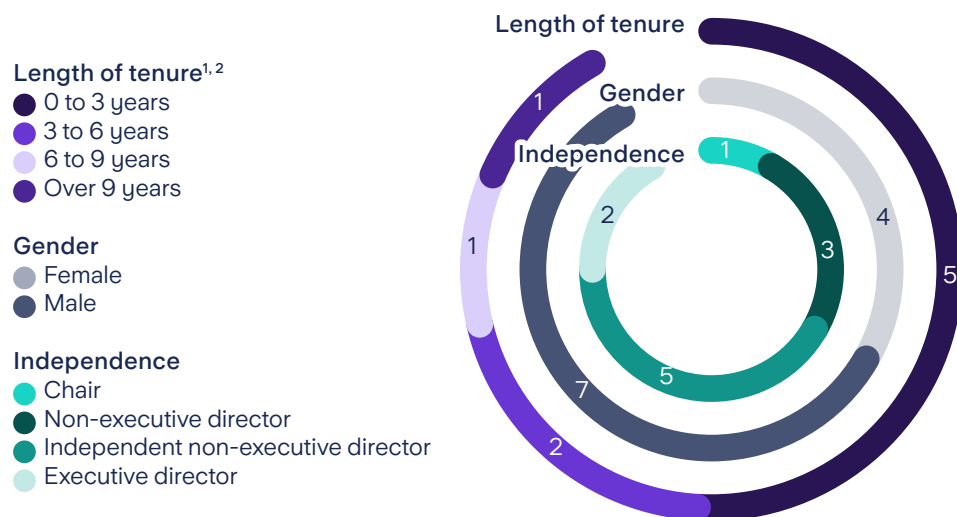 Length of tenure1, 2
0 to 3 years
3 to 6 years
6 to 9 years
Over 9 years
Gender
Female
Male
Independence
Chair
Non-executive director
Independent non-executive director
Executive director
Length of tenure
Gender
Independence
1
1
2
5
4
7
1
3
5
2